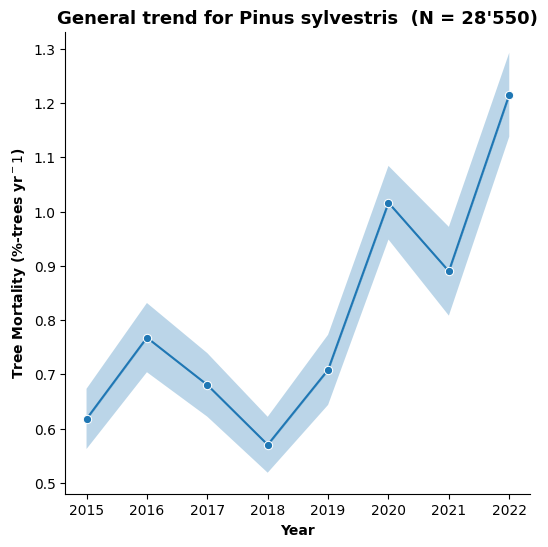 General trend for Pinus sylvestris (N = 28'550)
1.3
1.2
1.1
1.0
0.9
0.8
0.7
0.6
0.5
Tree Mortality (%-trees yr⁻1)
2015 2016 2017 2018 2019 2020 2021 2022
Year